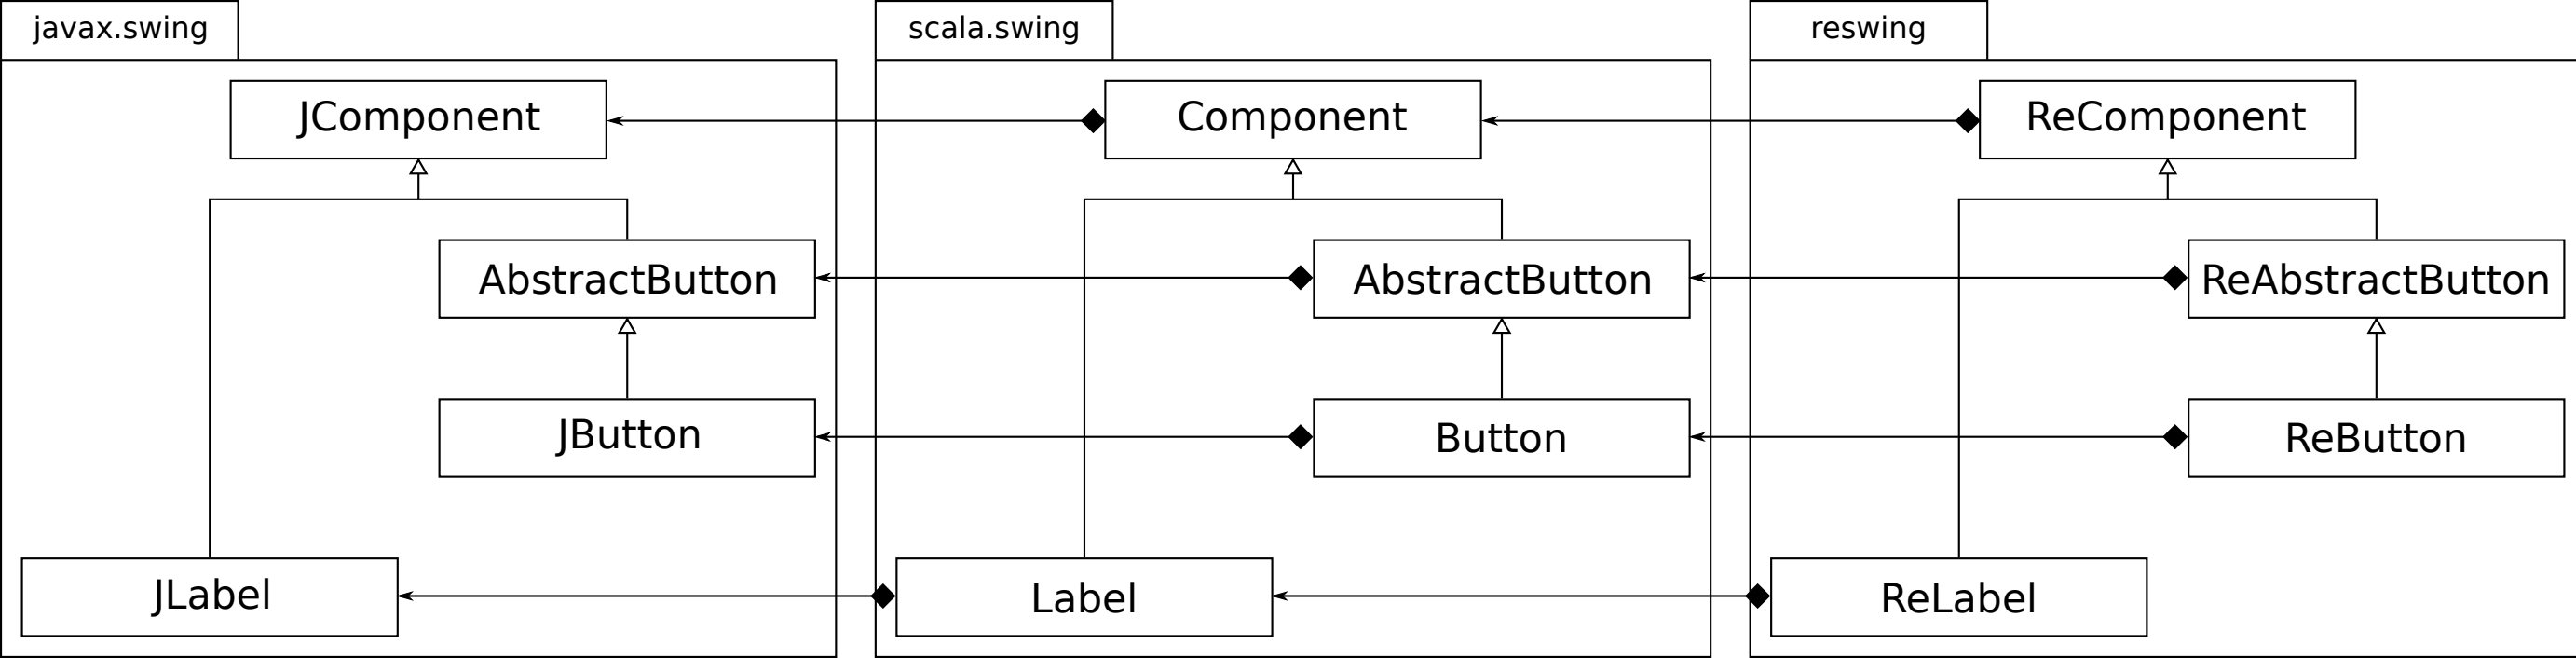 javax.swing
scala.swing
reswing
JComponent
Component
ReComponent
AbstractButton
AbstractButton
ReAbstractButton
JButton
Button
ReButton
JLabel
Label
ReLabel